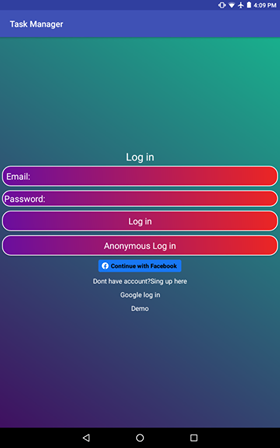 4:09 PM
Task Manager
Log in
Email:
Password:
Log in
Anonymous Log in
Continue with Facebook
Dont have account?Sing up here
Google log in
Demo